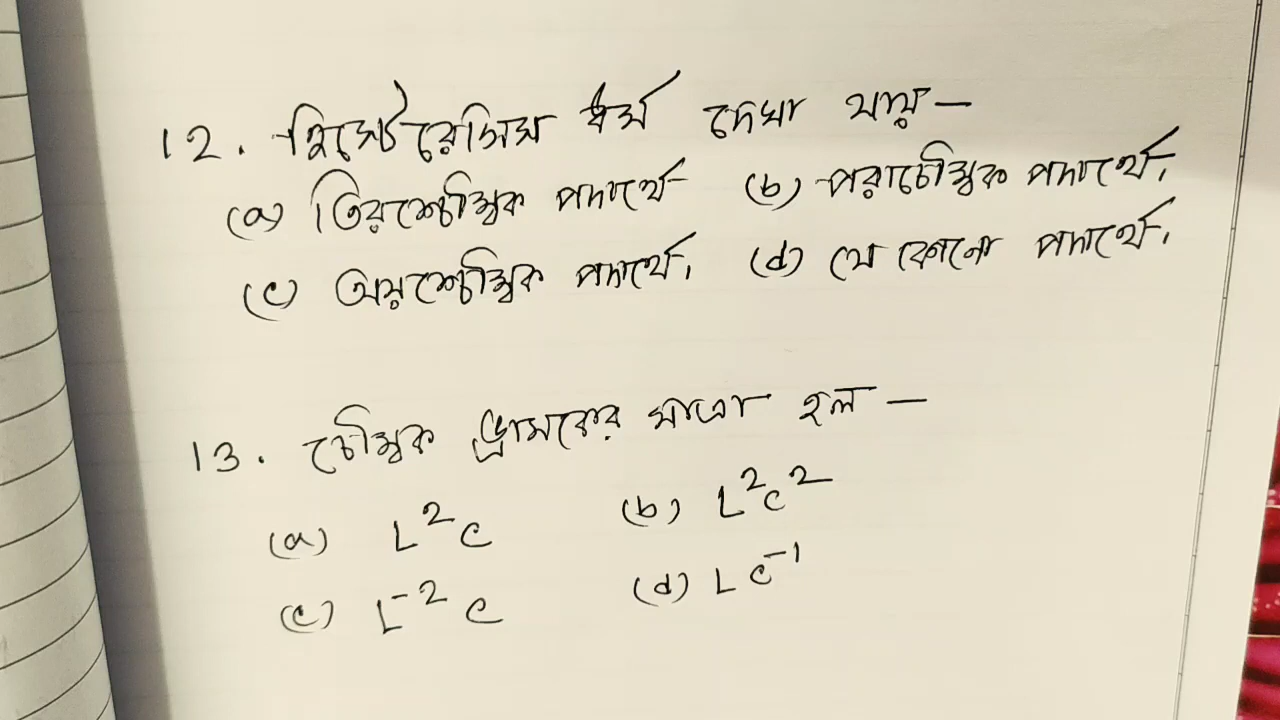 12. হিস্টেরেসিস ধর্ম দেখা যায় —
(a) তিরশ্চৌম্বক পদার্থে (b) পরাচৌম্বক পদার্থে।
(c) অয়শ্চৌম্বক পদার্থে। (d) যে কোনো পদার্থে।
13. চৌম্বক ভ্রামকের মাত্রা হল —
(a) L²C (b) L²C²
(c) L⁻²C (d) LC⁻¹